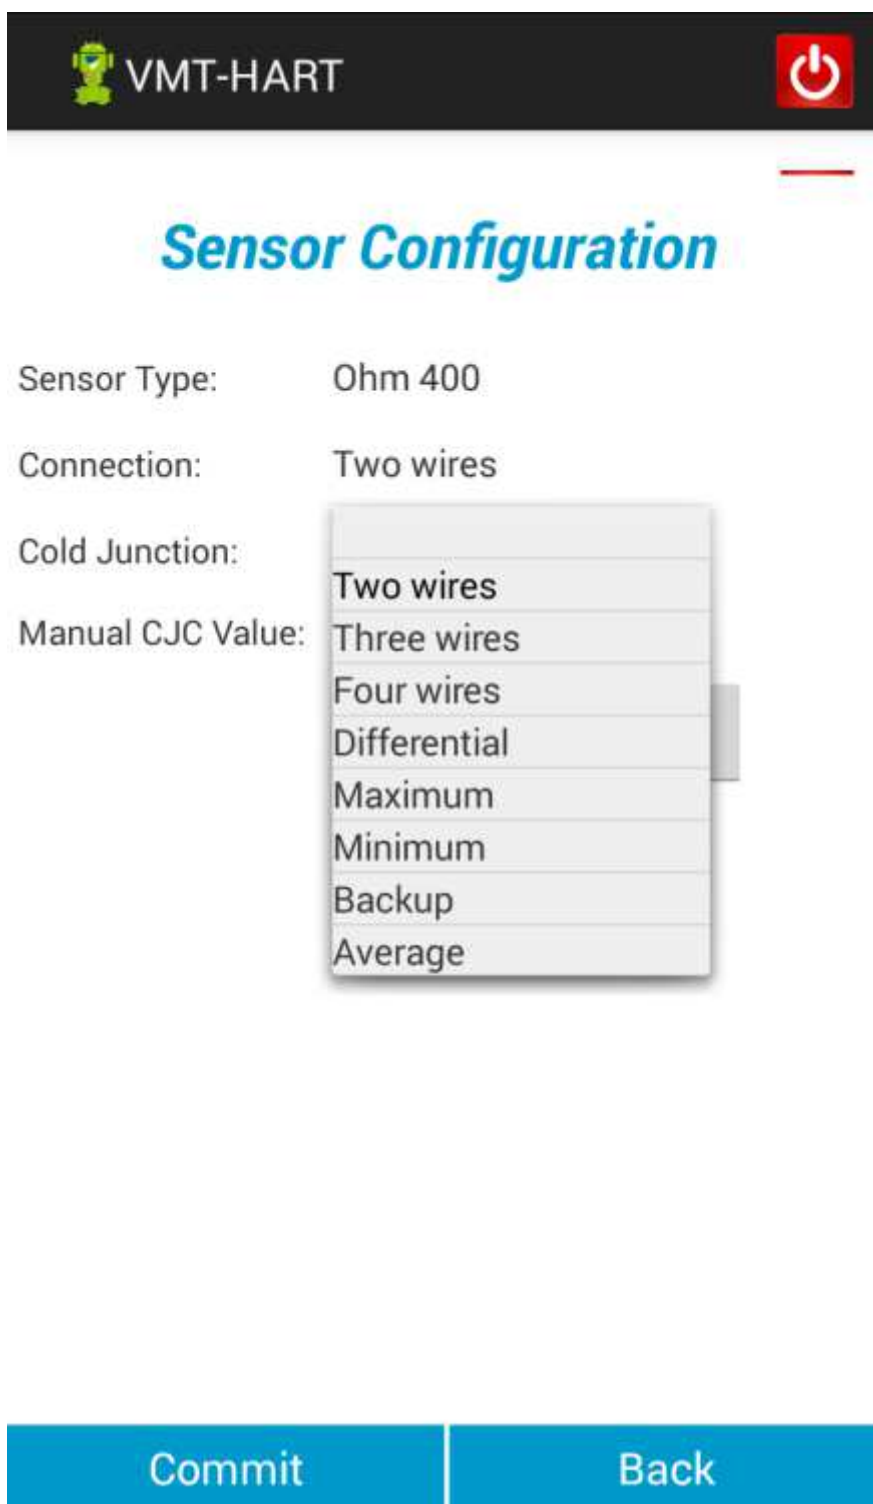 VMT-HART
Sensor Configuration
Sensor Type: Ohm 400
Connection: Two wires
Cold Junction:
Manual CJC Value:
Two wires
Three wires
Four wires
Differential
Maximum
Minimum
Backup
Average
Commit Back